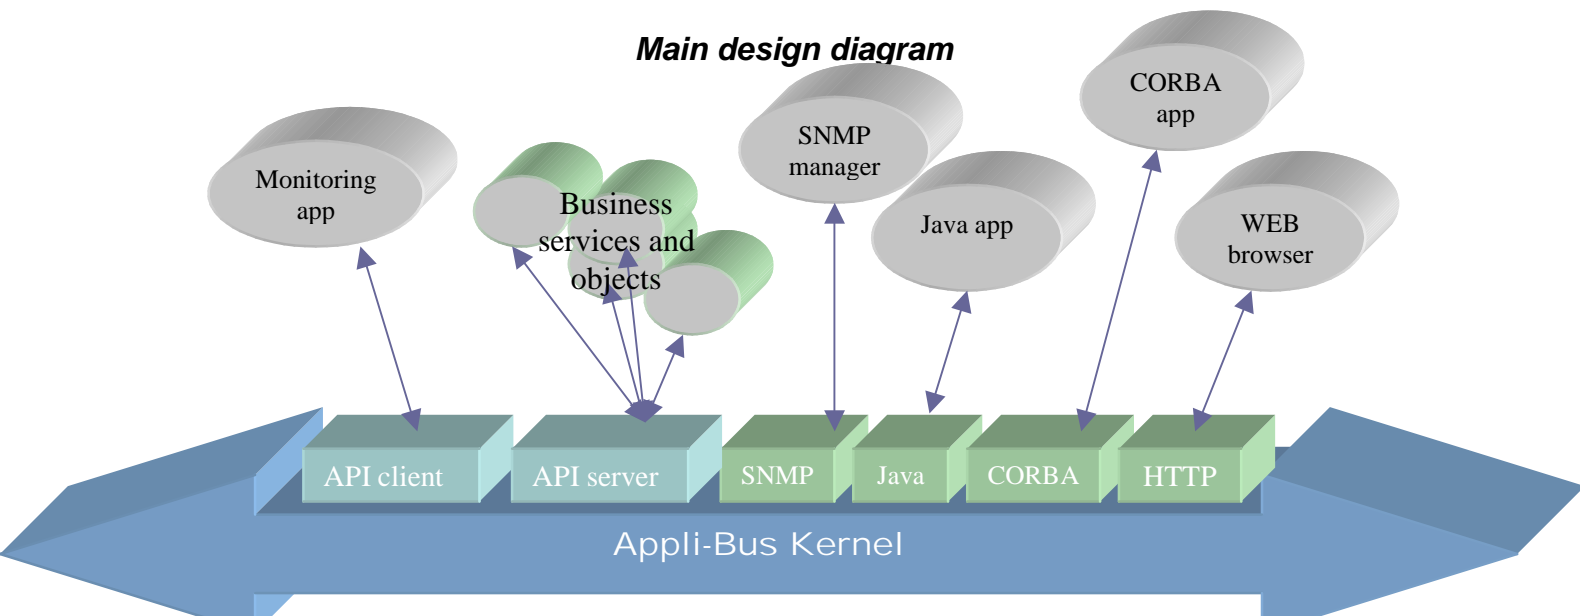 Main design diagram
CORBA
app
SNMP
manager
Monitoring
app
Business
services and
objects
Java app
WEB
browser
API client
API server
SNMP
Java
CORBA
HTTP
Appli-Bus Kernel